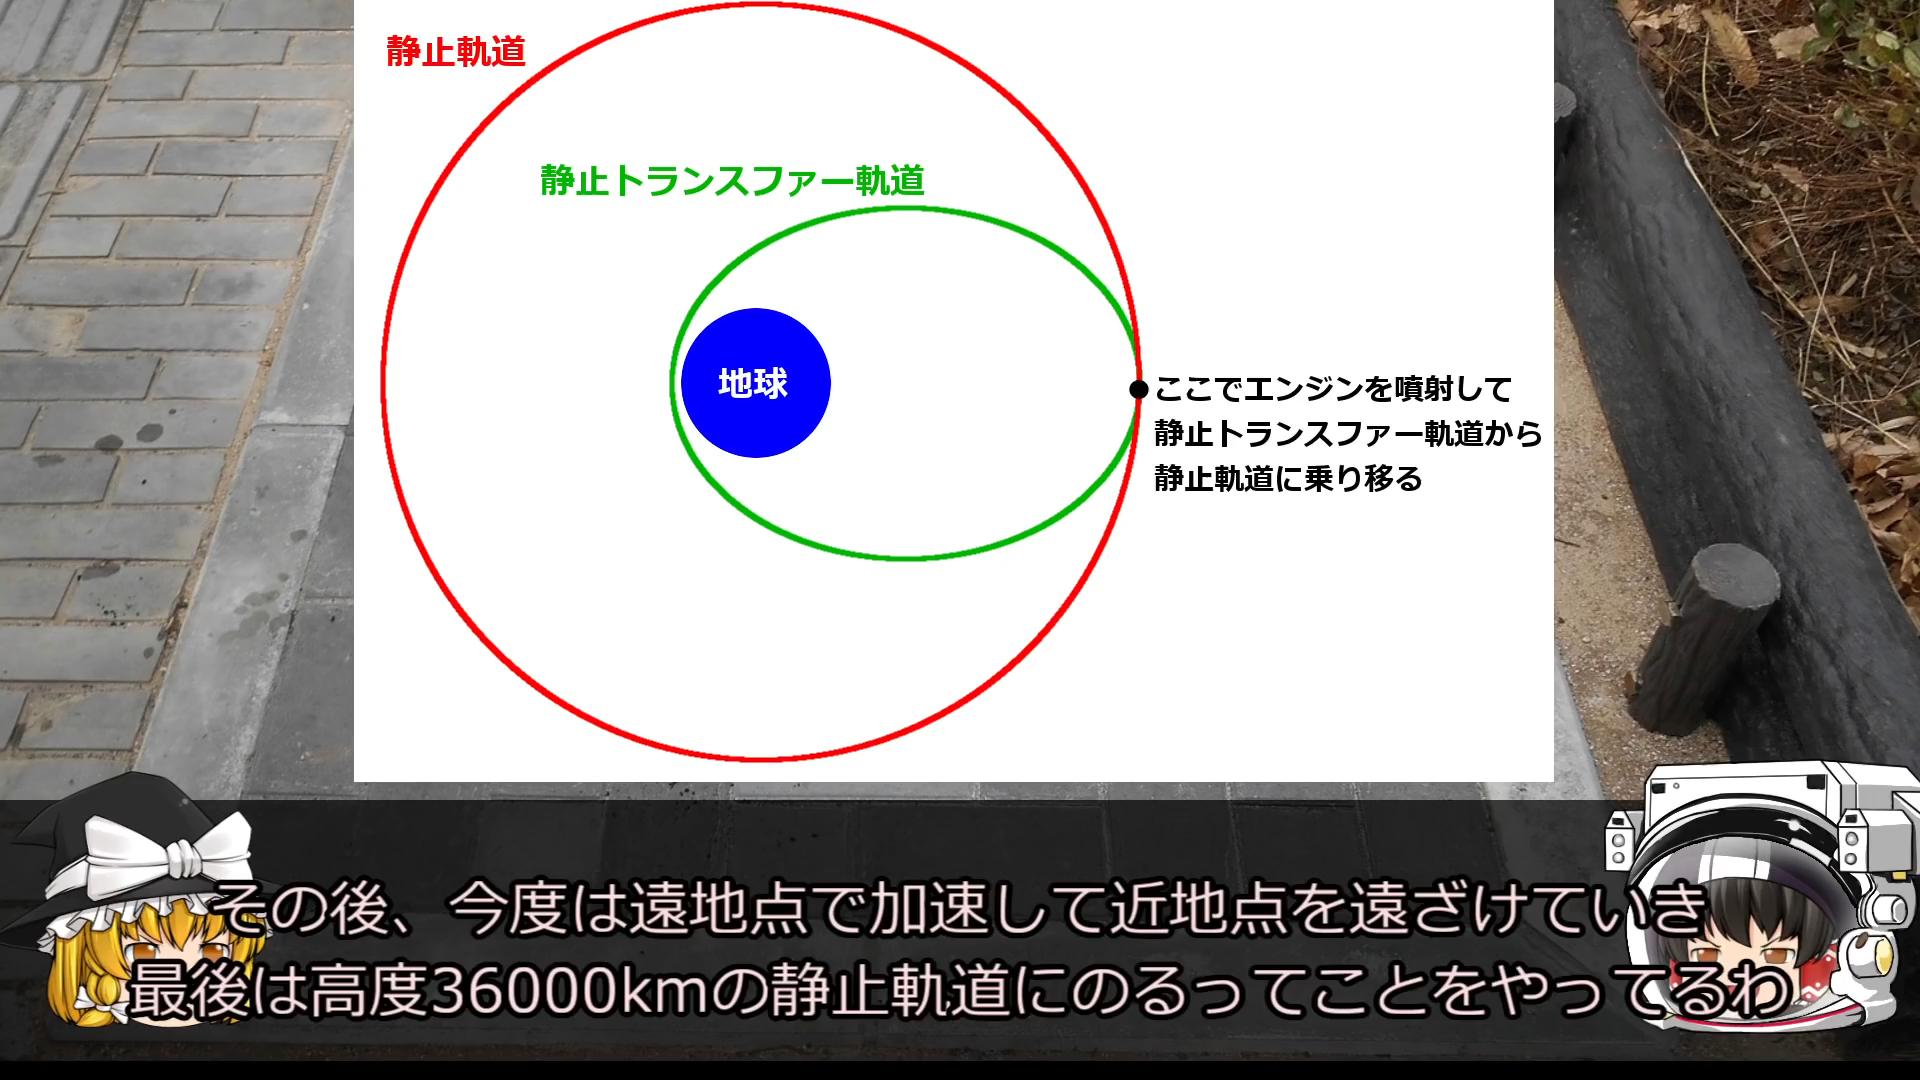 静止軌道
静止トランスファー軌道
地球
ここでエンジンを噴射して
静止トランスファー軌道から
静止軌道に乗り移る
その後、今度は遠地点で加速して近地点を遠ざけていき
最後は高度36000kmの静止軌道にのるってことをやってるわ